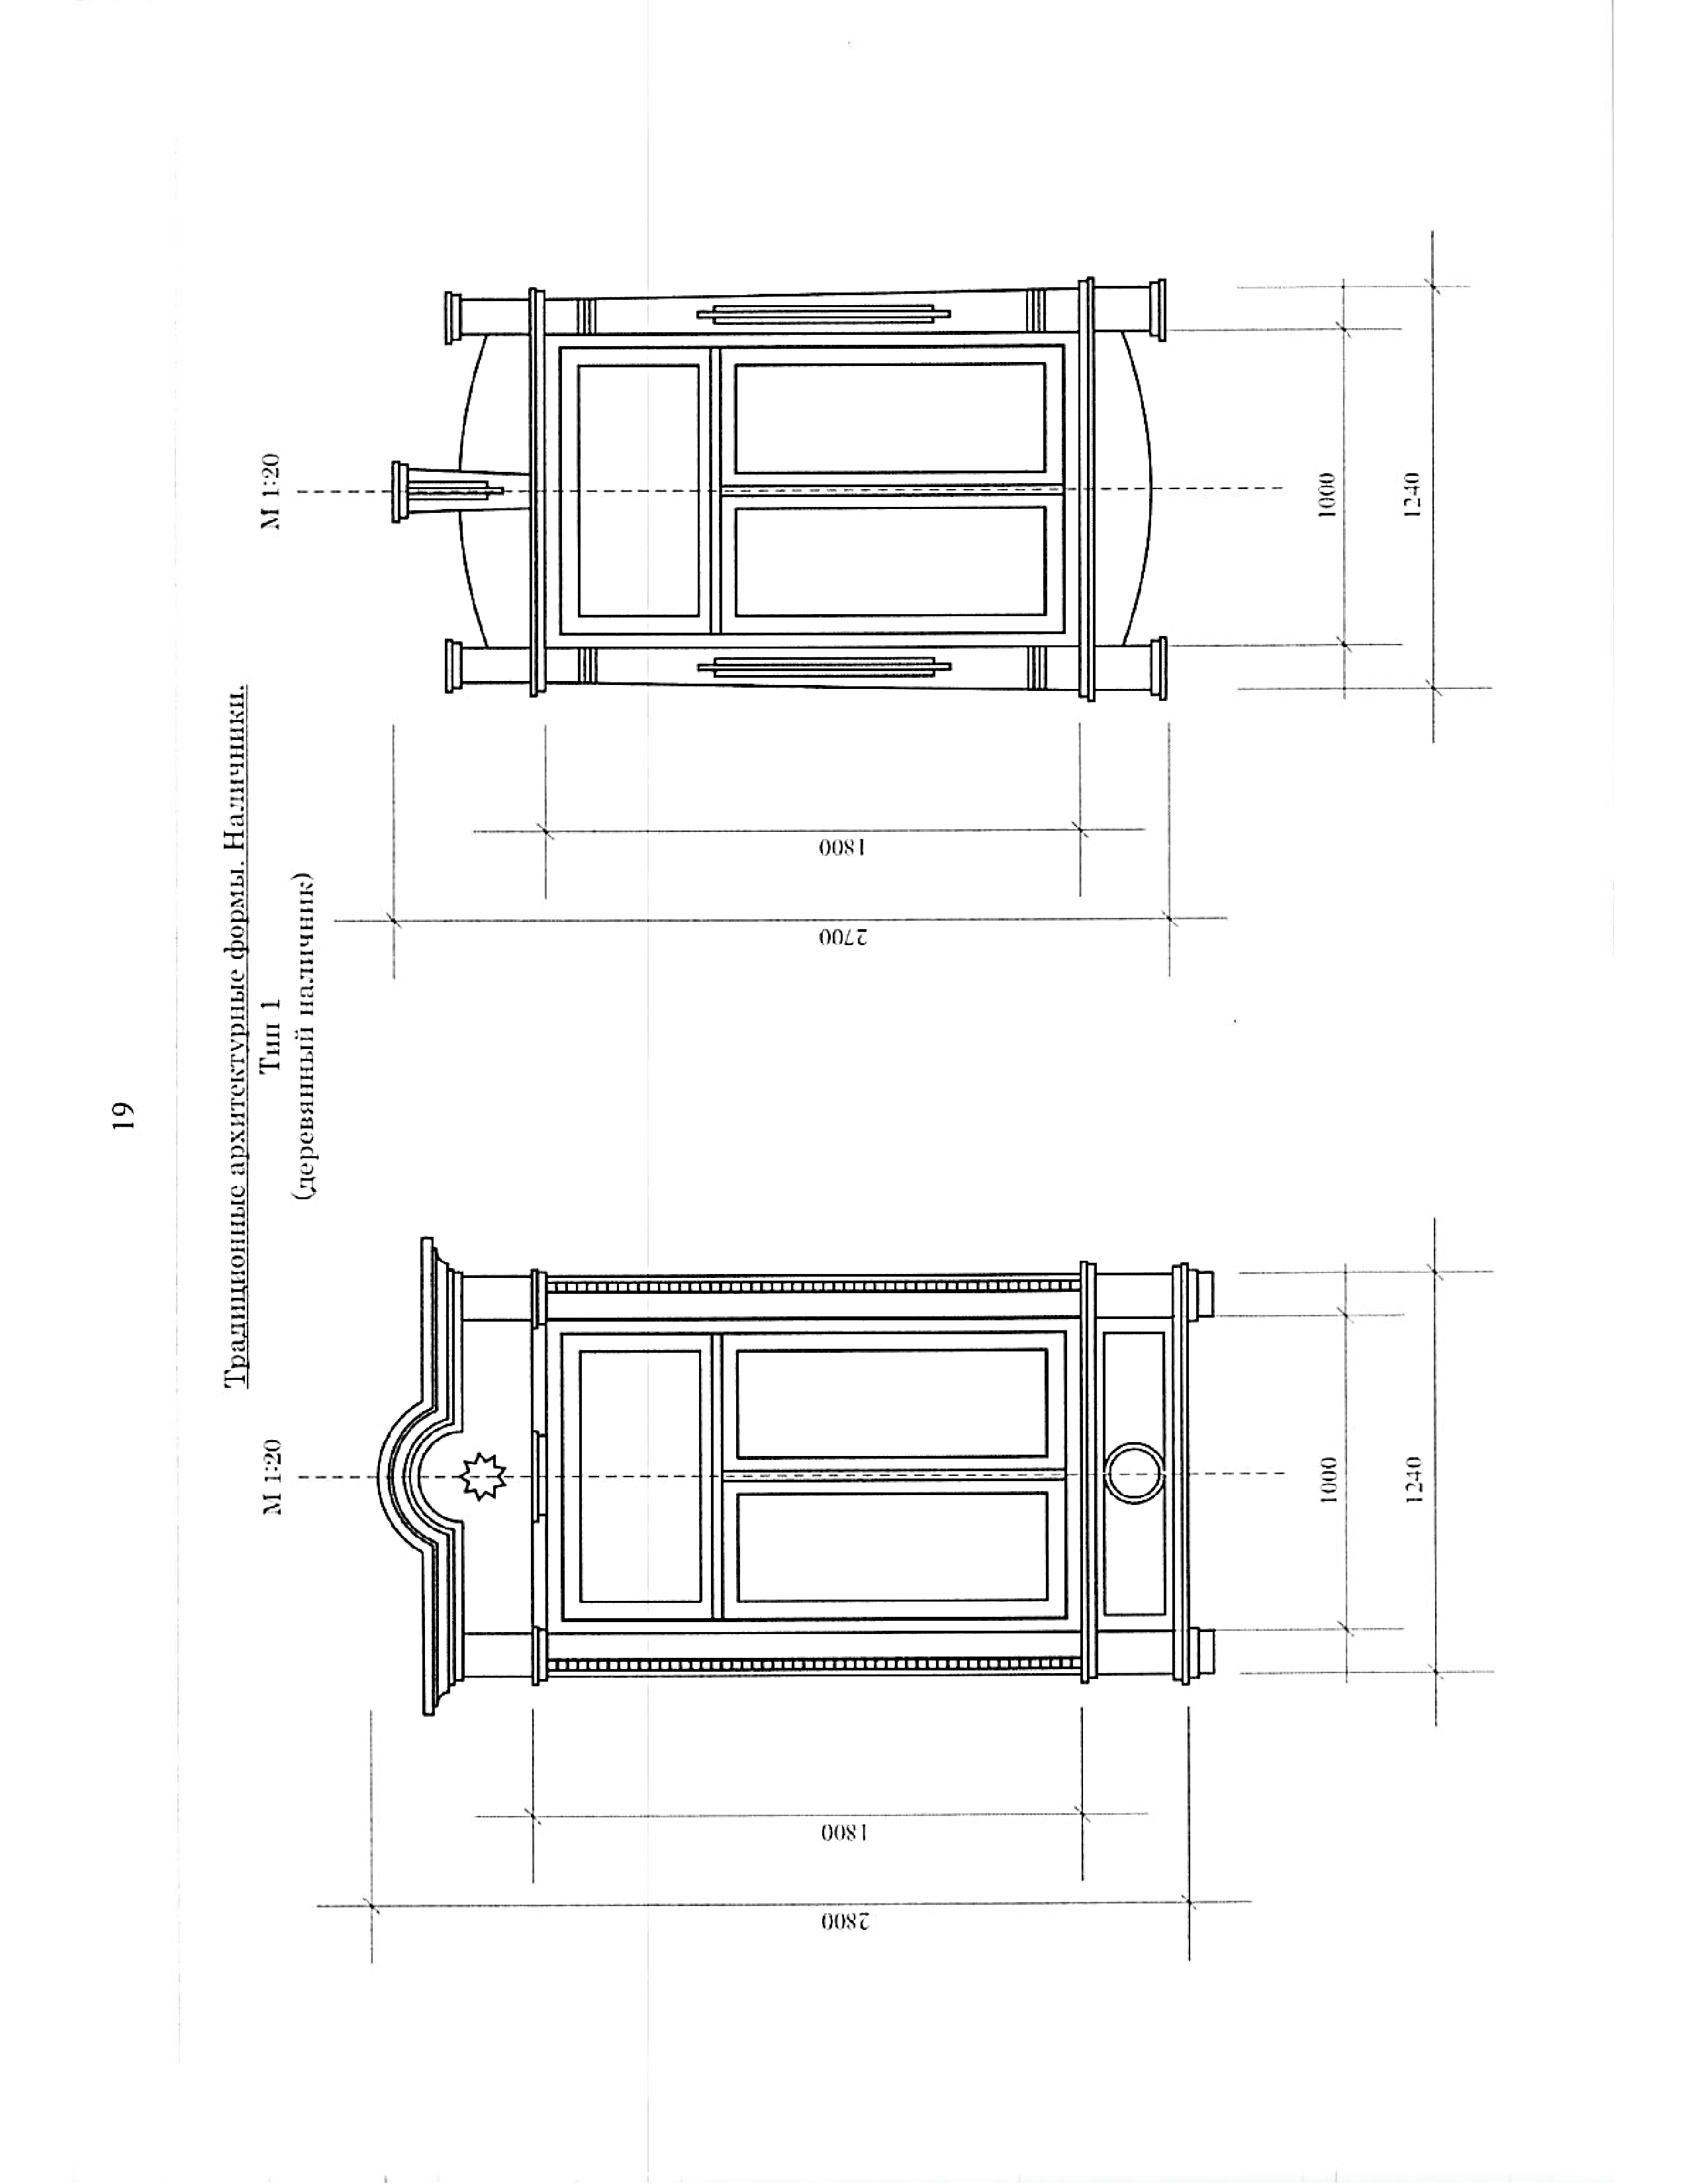 19
Традиционные архитектурные формы. Наличники.
Тип 1
(деревянный наличник)
М 1:20
М 1:20
2800
1800
1000
1240
2700
1800
1000
1240